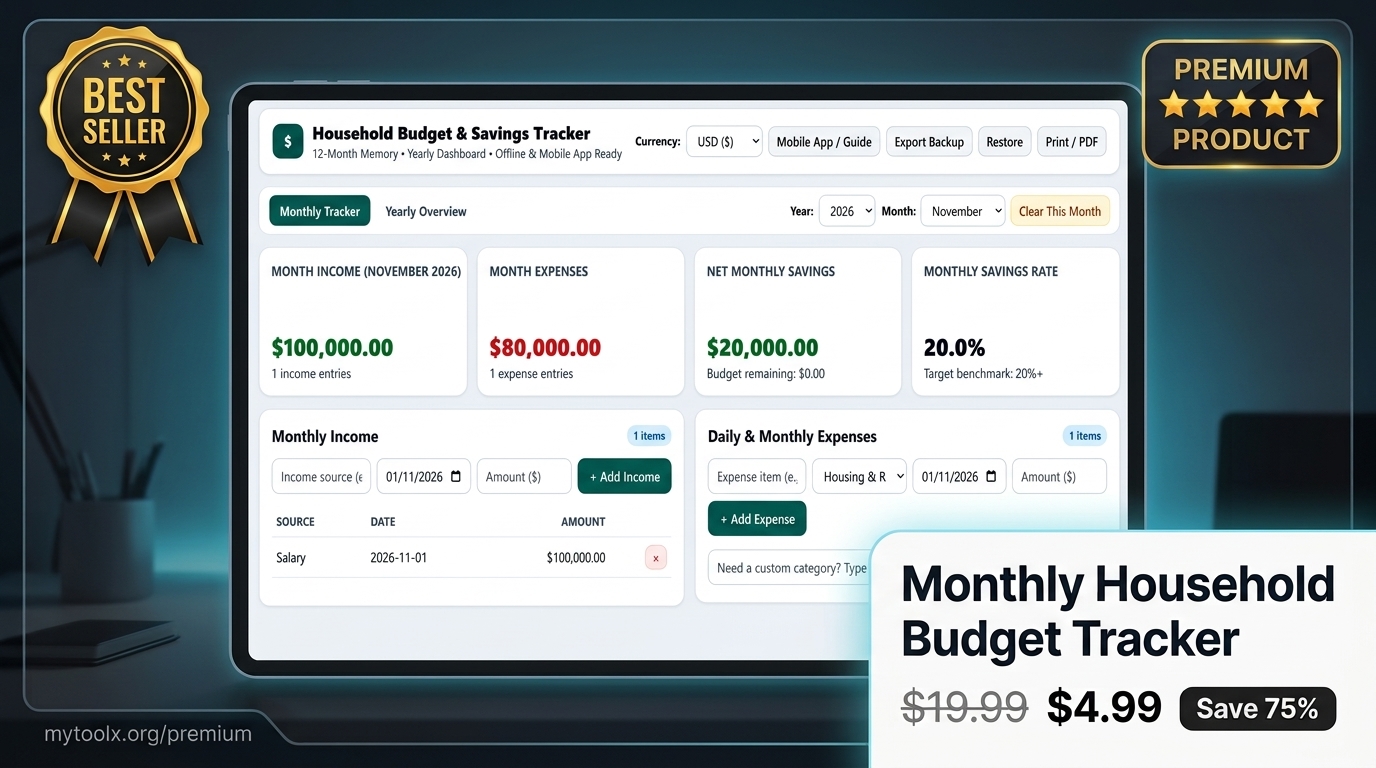 BEST
SELLER
PREMIUM
PRODUCT
$
Household Budget & Savings Tracker
12-Month Memory • Yearly Dashboard • Offline & Mobile App Ready
Currency: USD ($) Mobile App / Guide Export Backup Restore Print / PDF
Monthly Tracker Yearly Overview Year: 2026 Month: November Clear This Month
MONTH INCOME (NOVEMBER 2026) MONTH EXPENSES NET MONTHLY SAVINGS MONTHLY SAVINGS RATE
$100,000.00 $80,000.00 $20,000.00 20.0%
1 income entries 1 expense entries Budget remaining: $0.00 Target benchmark: 20%+
Monthly Income 1 items
Income source (e 01/11/2026 Amount ($) + Add Income
SOURCE DATE AMOUNT
Salary 2026-11-01 $100,000.00 x
Daily & Monthly Expenses 1 items
Expense item (e., Housing & R 01/11/2026 Amount ($)
+ Add Expense
Need a custom category? Type
Monthly Household
Budget Tracker
$19.99 $4.99 Save 75%
mytoolx.org/premium